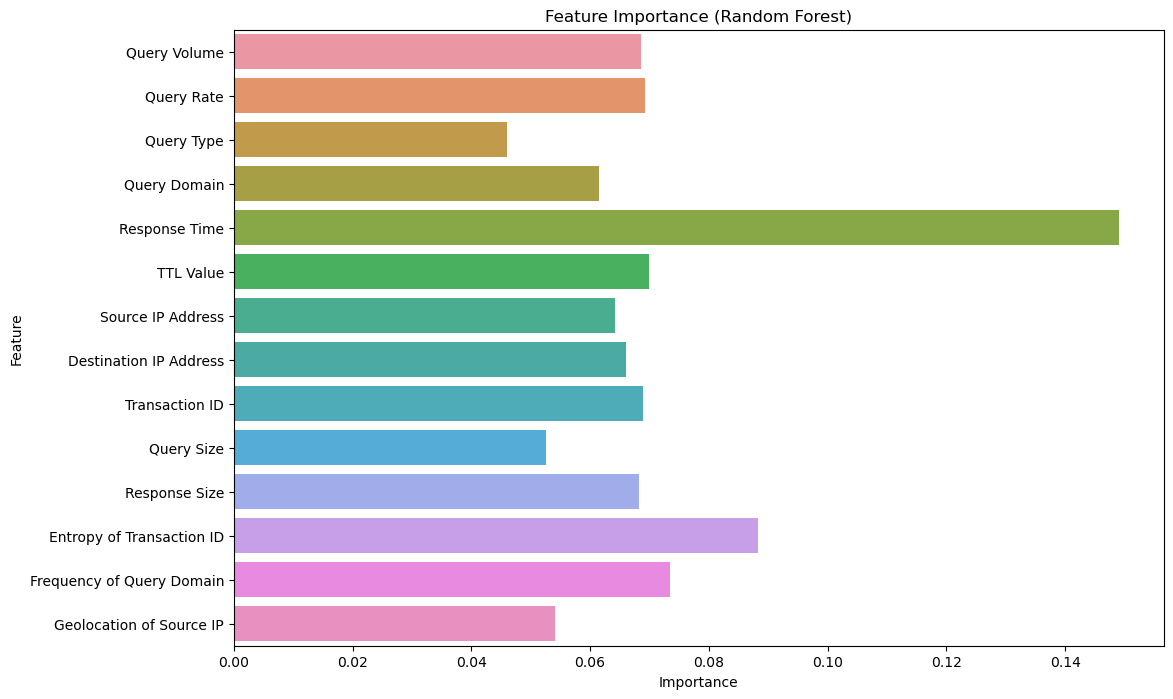 Feature Importance (Random Forest)
Feature
Query Volume
Query Rate
Query Type
Query Domain
Response Time
TTL Value
Source IP Address
Destination IP Address
Transaction ID
Query Size
Response Size
Entropy of Transaction ID
Frequency of Query Domain
Geolocation of Source IP
0.00 0.02 0.04 0.06 0.08 0.10 0.12 0.14
Importance